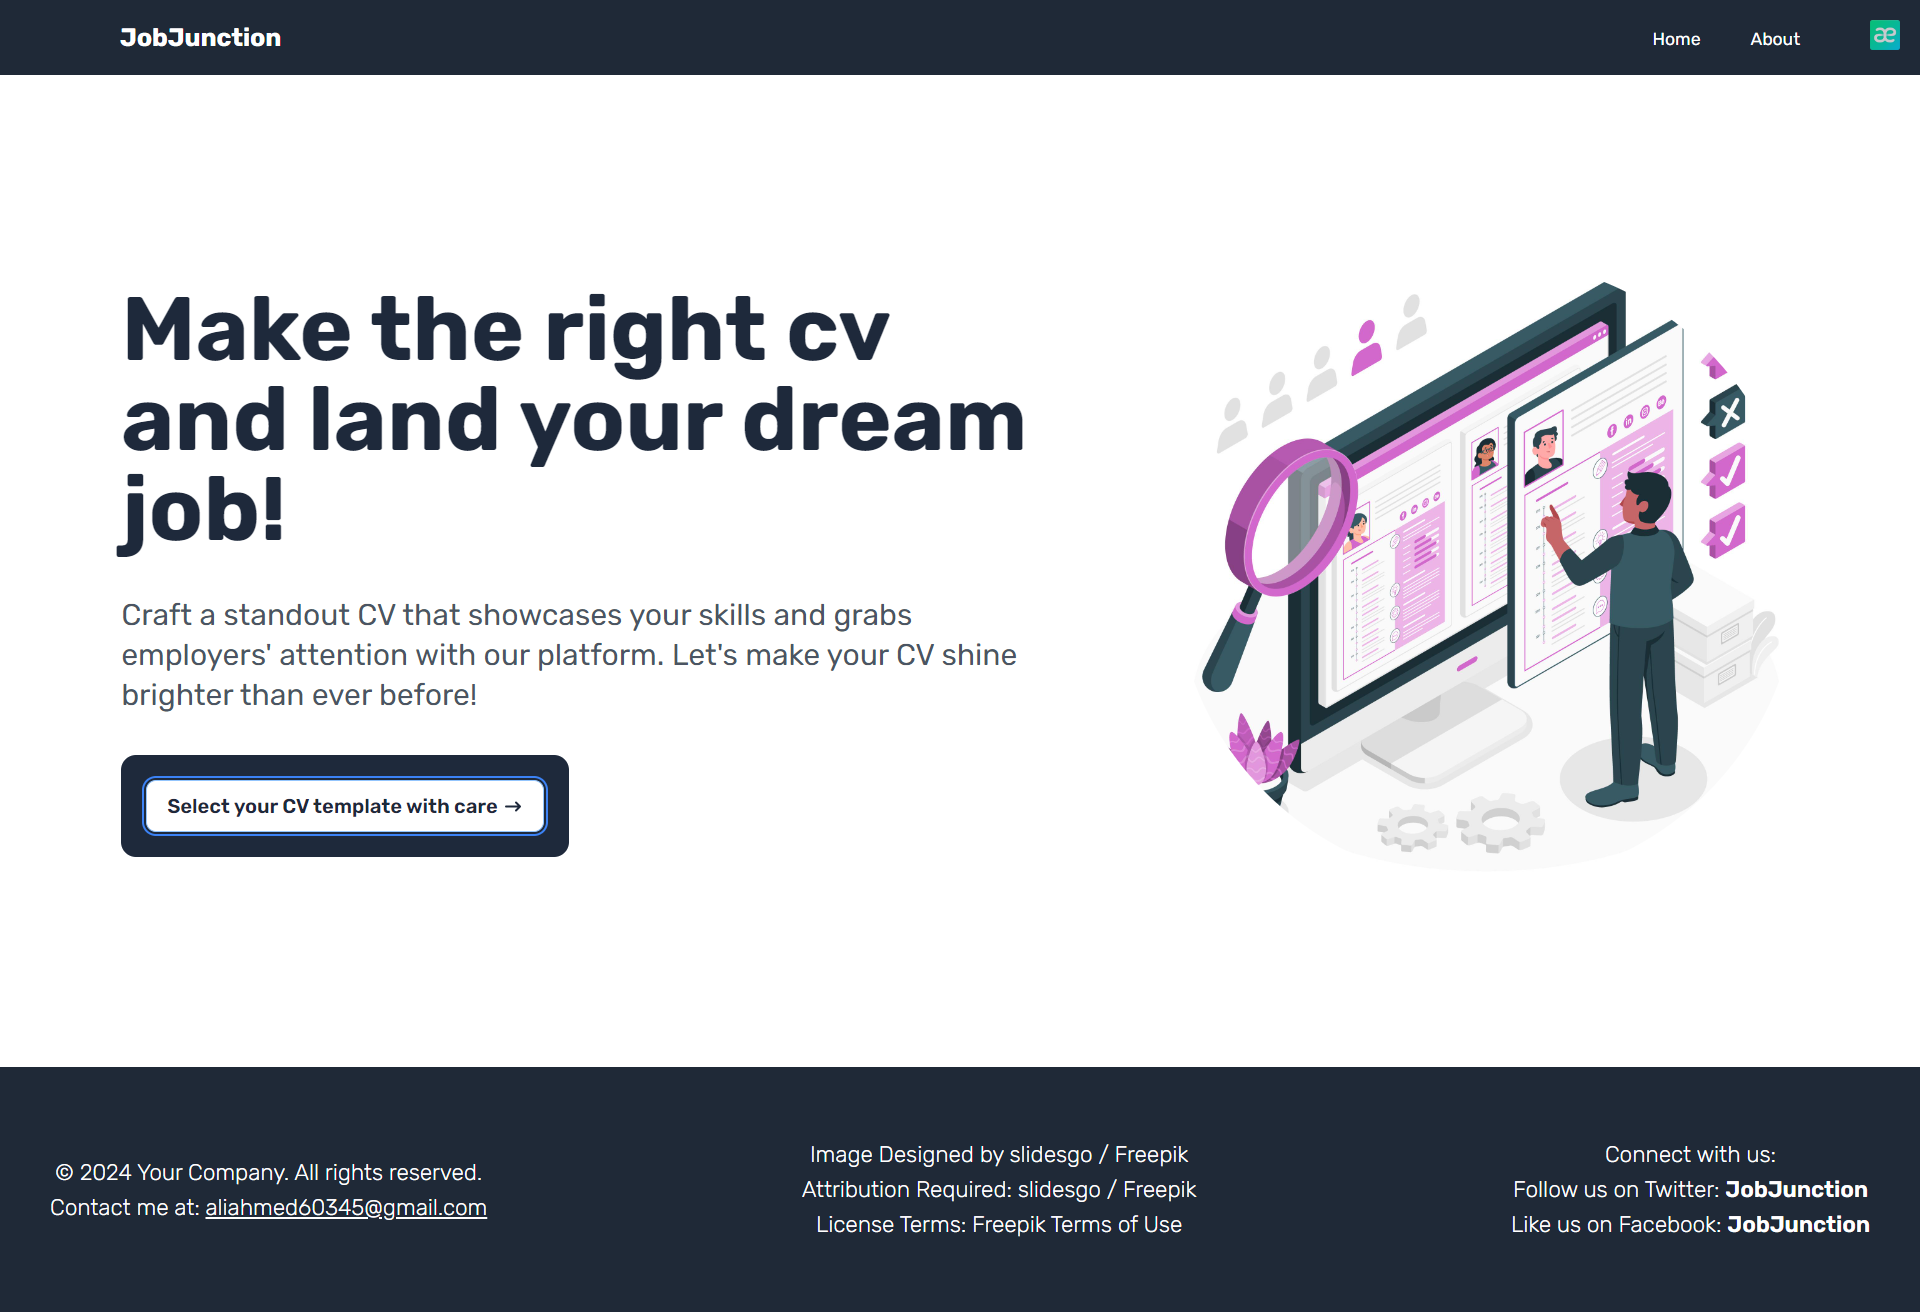 JobJunction
Home
About
æ
Make the right cv
and land your dream
job!
Craft a standout CV that showcases your skills and grabs
employers' attention with our platform. Let's make your CV shine
brighter than ever before!
Select your CV template with care →
© 2024 Your Company. All rights reserved.
Contact me at: aliahmed60345@gmail.com
Image Designed by slidesgo / Freepik
Attribution Required: slidesgo / Freepik
License Terms: Freepik Terms of Use
Connect with us:
Follow us on Twitter: JobJunction
Like us on Facebook: JobJunction